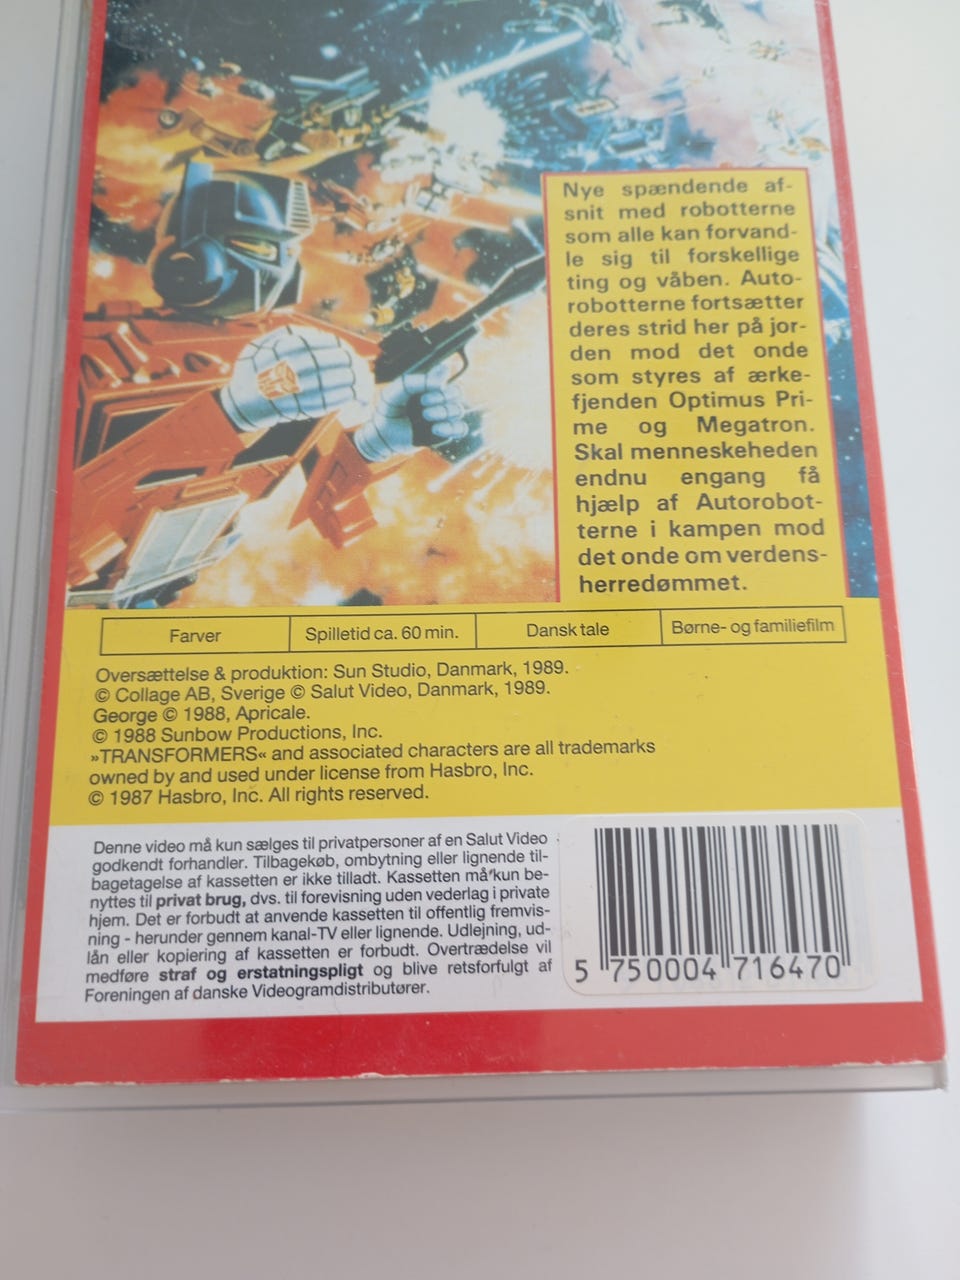 Nye spændende af-
snit med robotterne
som alle kan forvand-
le sig til forskellige
ting og våben. Auto-
robotterne fortsætter
deres strid her på jor-
den mod det onde
som styres af ærke-
fjenden Optimus Pri-
me og Megatron.
Skal menneskeheden
endnu engang få
hjælp af Autorobot-
terne i kampen mod
det onde om verdens-
herredømmet.
Farver
Spilletid ca. 60 min.
Dansk tale
Børne- og familiefilm
Oversættelse & produktion: Sun Studio, Danmark, 1989.
© Collage AB, Sverige © Salut Video, Danmark, 1989.
George © 1988, Apricale.
© 1988 Sunbow Productions, Inc.
»TRANSFORMERS« and associated characters are all trademarks
owned by and used under license from Hasbro, Inc.
© 1987 Hasbro, Inc. All rights reserved.
Denne video må kun sælges til privatpersoner af en Salut Video
godkendt forhandler. Tilbagekøb, ombytning eller lignende til-
bagetagelse af kassetten er ikke tilladt. Kassetten må kun be-
nyttes til privat brug, dvs. til forevisning uden vederlag i private
hjem. Det er forbudt at anvende kassetten til offentlig fremvis-
ning - herunder gennem kanal-TV eller lignende. Udlejning, ud-
lån eller kopiering af kassetten er forbudt. Overtrædelse vil
medføre straf og erstatningspligt og blive retsforfulgt af
Foreningen af danske Videogramdistributører.
5 750004 716470